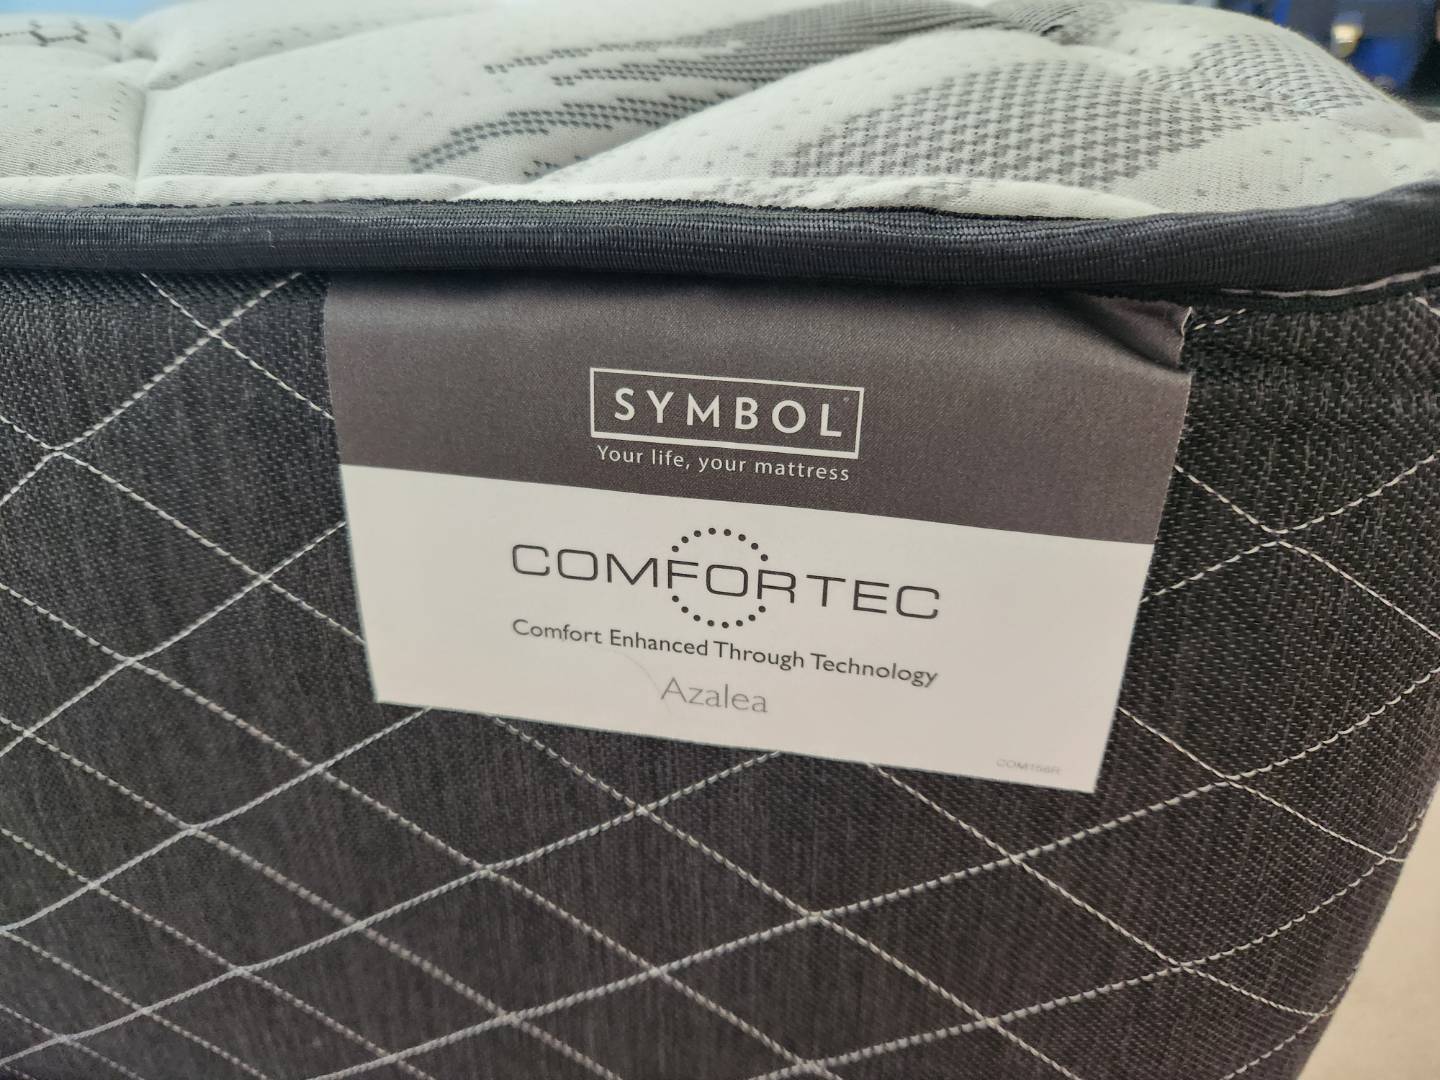 SYMBOL
Your life, your mattress
COMFORTEC
Comfort Enhanced Through Technology
Azalea